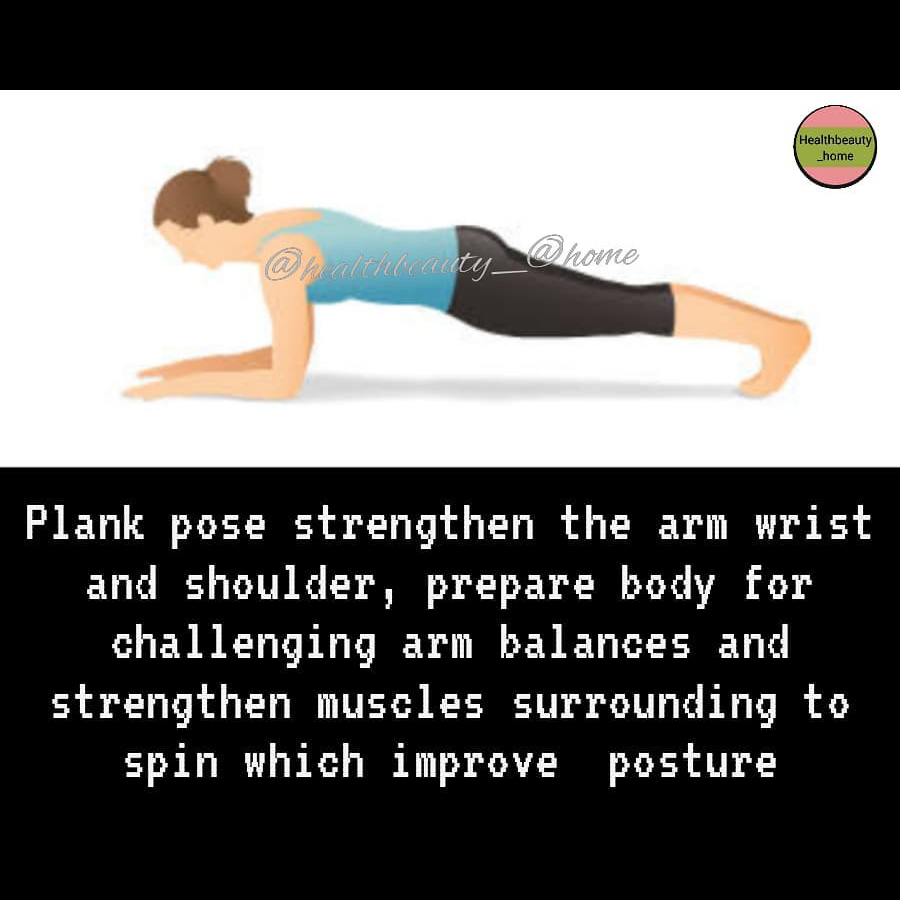 Healthbeauty
_home
@healthbeauty_@home
Plank pose strengthen the arm wrist
and shoulder, prepare body for
challenging arm balances and
strengthen muscles surrounding to
spin which improve  posture